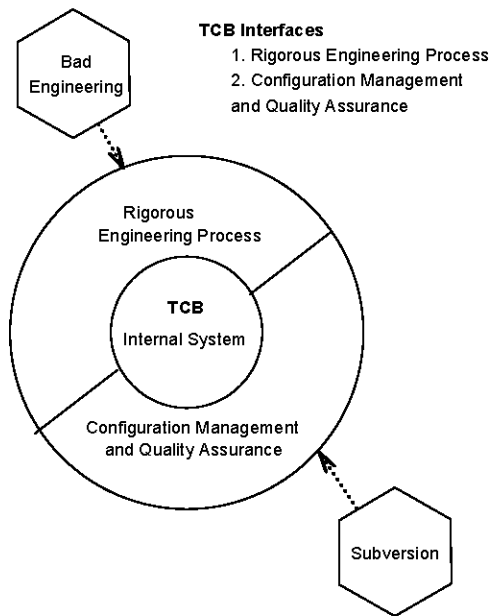 TCB Interfaces
1. Rigorous Engineering Process
2. Configuration Management
and Quality Assurance
Bad
Engineering
Rigorous
Engineering Process
TCB
Internal System
Configuration Management
and Quality Assurance
Subversion